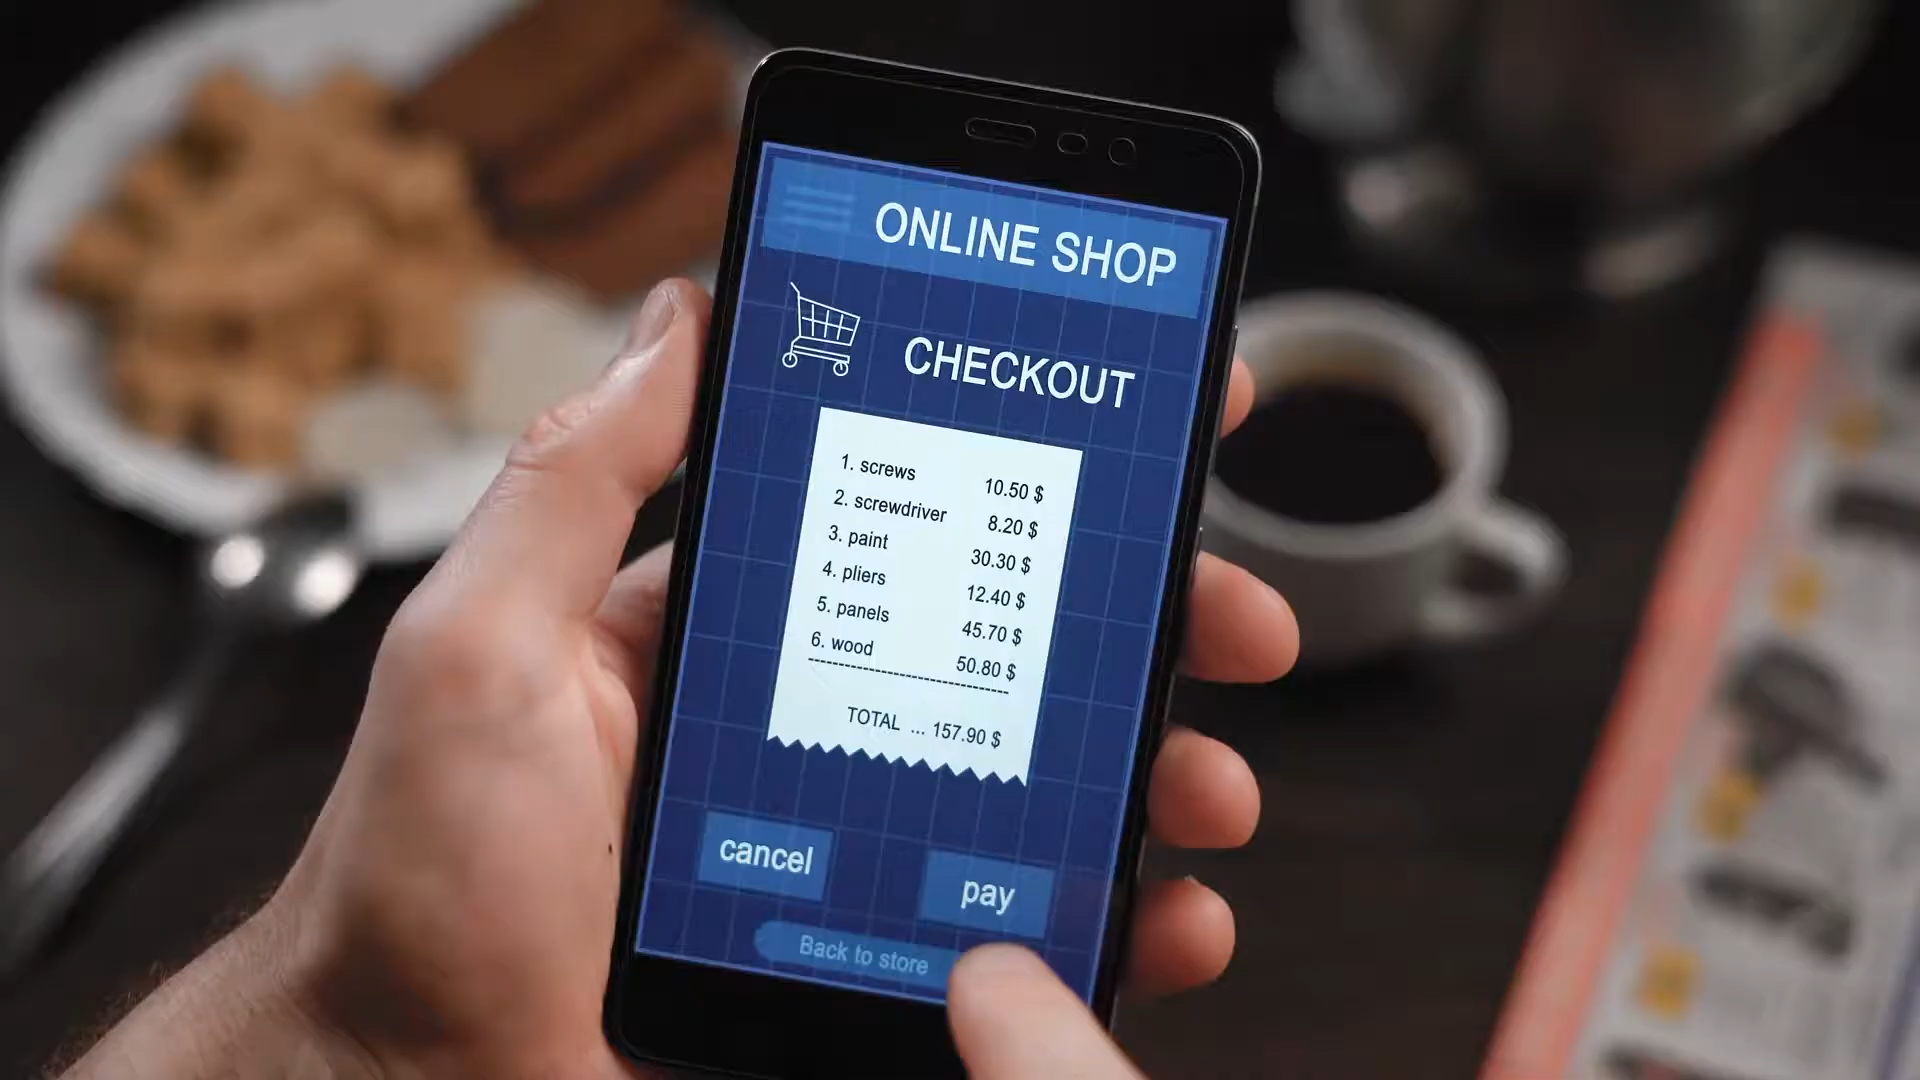 ONLINE SHOP
CHECKOUT
1. screws 10.50 $
2. screwdriver 8.20 $
3. paint 30.30 $
4. pliers 12.40 $
5. panels 45.70 $
6. wood 50.80 $
TOTAL ... 157.90 $
cancel pay
Back to store